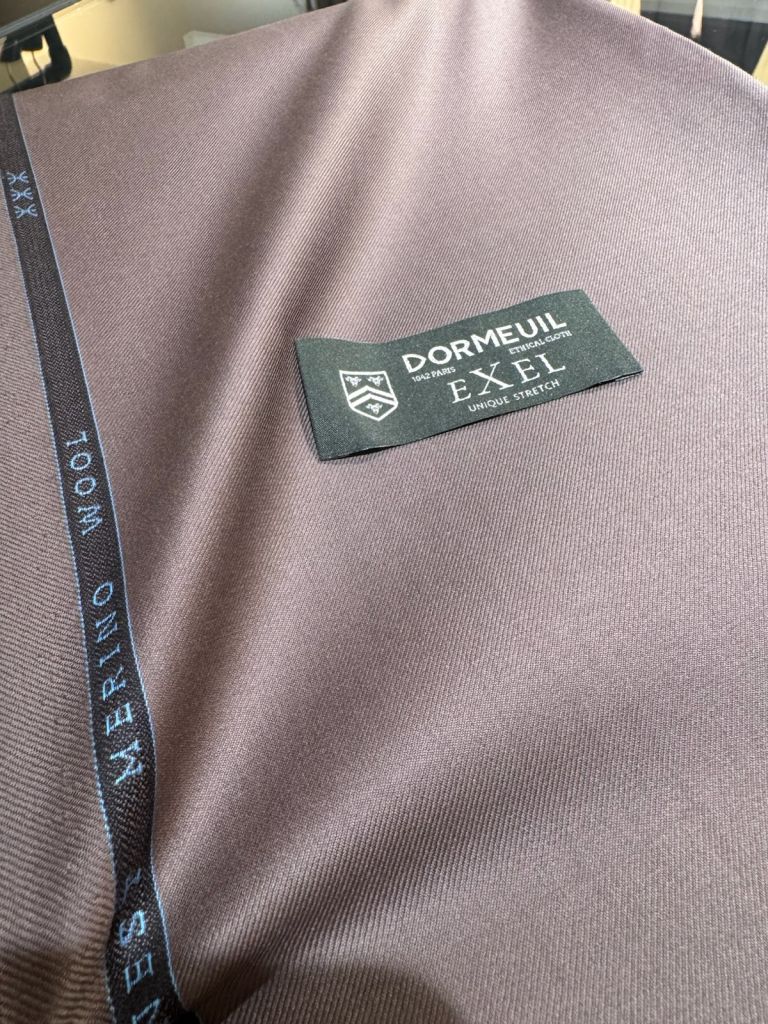 DORMEUIL
1842 PARIS ETHICAL CLOTH
EXEL
UNIQUE STRETCH
MERINO WOOL